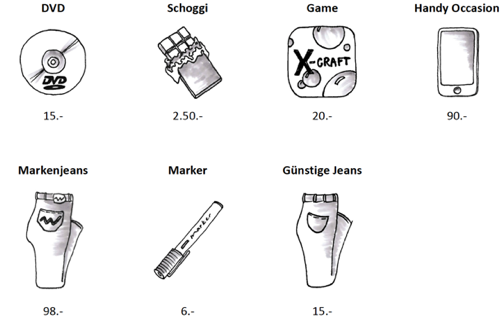 DVD
Schoggi
Game
Handy Occasion
DVD
X-CRAFT
15.-
2.50.-
20.-
90.-
Markenjeans
Marker
Günstige Jeans
98.-
6.-
15.-